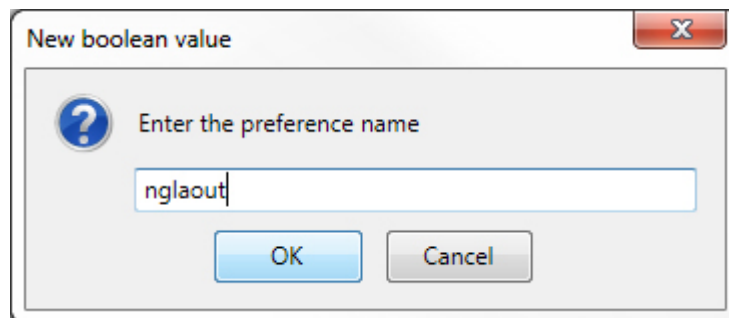 New boolean value
Enter the preference name
nglaout
OK
Cancel